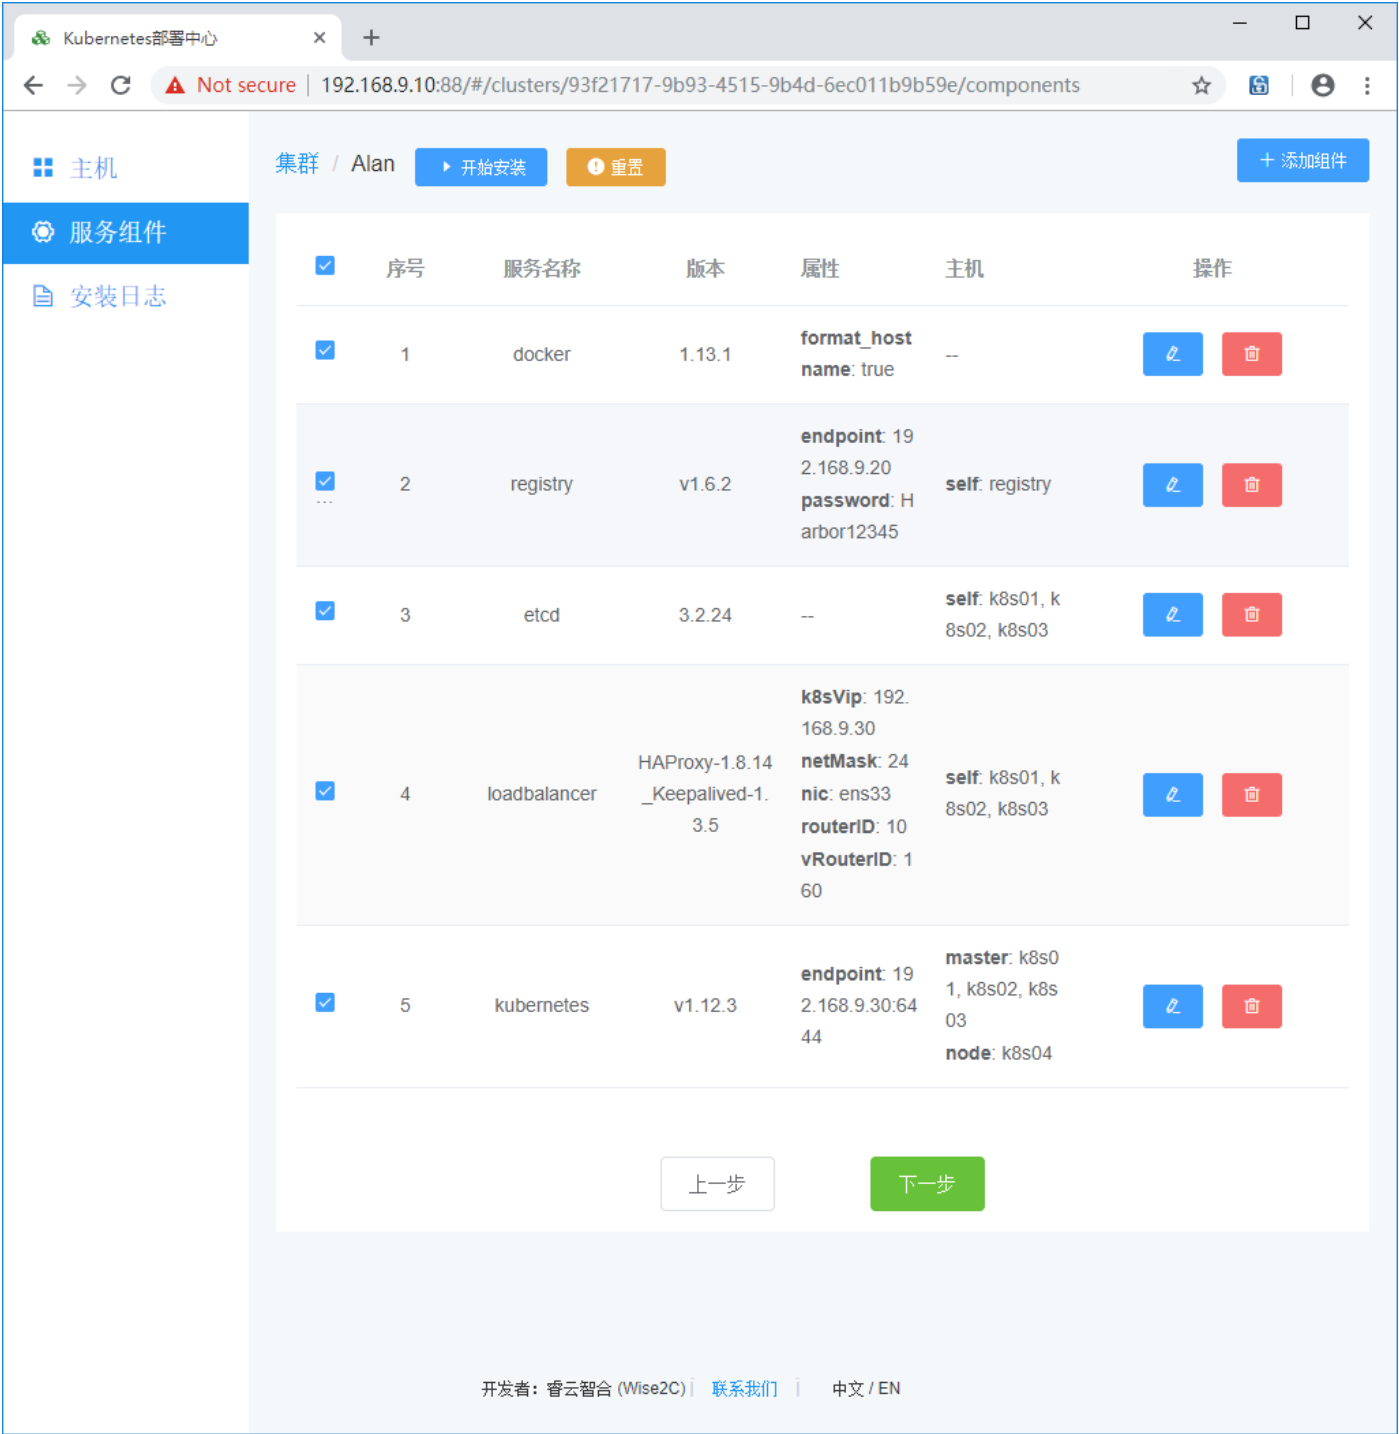 Kubernetes部署中心
Not secure 192.168.9.10:88/#/clusters/93f21717-9b93-4515-9b4d-6ec011b9b59e/components
主机
服务组件
安装日志
集群 / Alan 开始安装 重置
+ 添加组件
序号 服务名称 版本 属性 主机 操作
1 docker 1.13.1 format_host
name: true
--
2 registry v1.6.2 endpoint: 19
2.168.9.20
password: H
arbor12345
self: registry
...
3 etcd 3.2.24 --
self: k8s01, k
8s02, k8s03
4 loadbalancer
HAProxy-1.8.14
_Keepalived-1.
3.5
k8sVip: 192.
168.9.30
netMask: 24
nic: ens33
routerID: 10
vRouterID: 1
60
self: k8s01, k
8s02, k8s03
5 kubernetes v1.12.3
endpoint: 19
2.168.9.30:64
44
master: k8s0
1, k8s02, k8s
03
node: k8s04
上一步 下一步
开发者：睿云智合 (Wise2C) 联系我们 中文 / EN